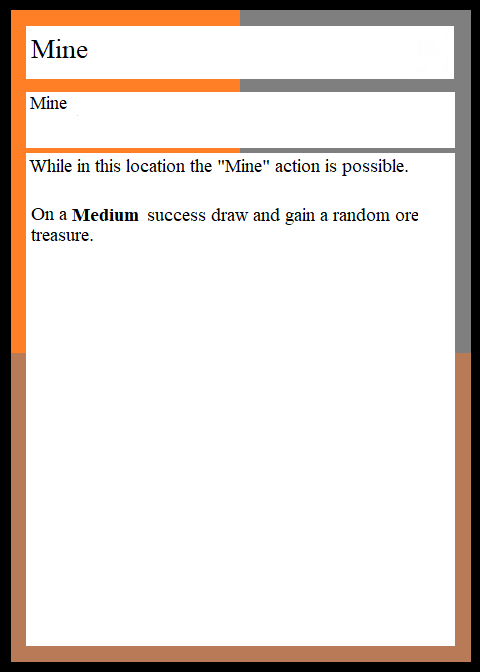 Mine
Mine
While in this location the "Mine" action is possible.
On a Medium success draw and gain a random ore
treasure.